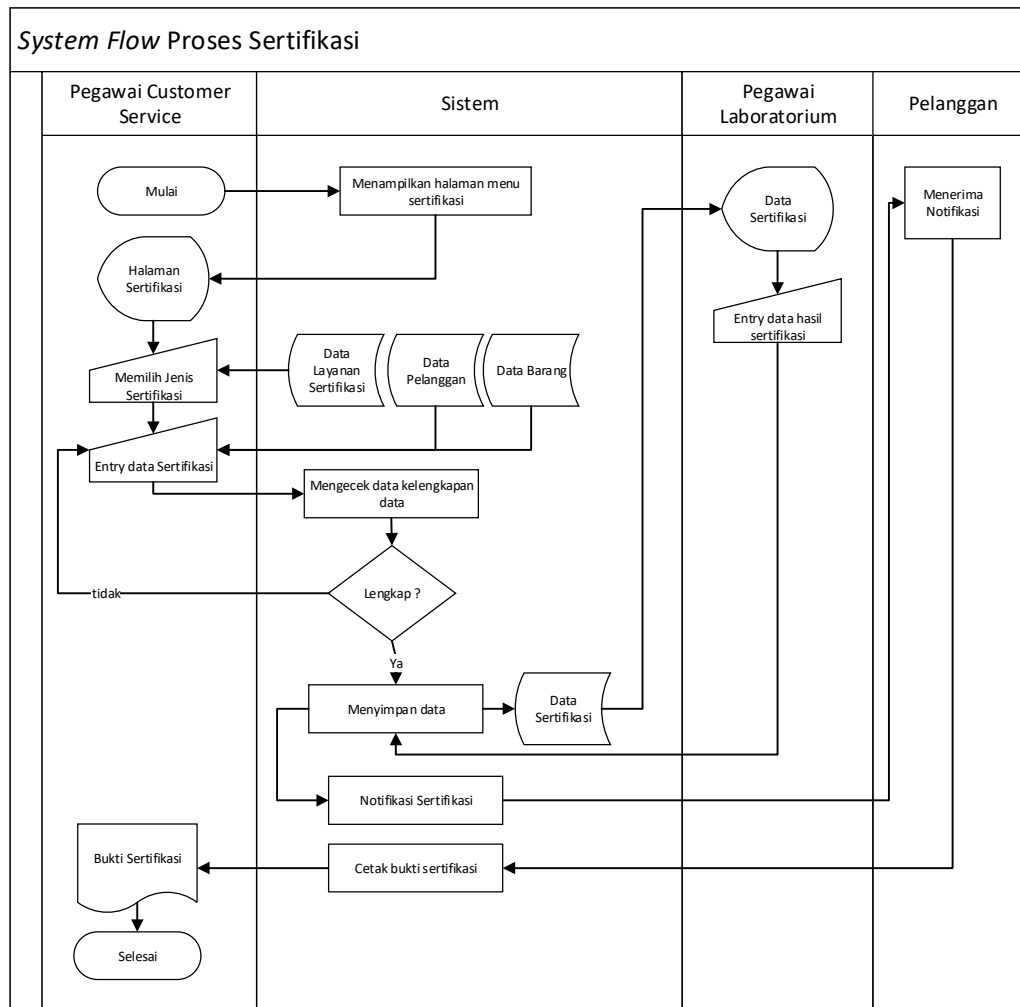 System Flow Proses Sertifikasi
Pegawai Customer
Service
Sistem
Pegawai
Laboratorium
Pelanggan
Mulai
Menampilkan halaman menu
sertifikasi
Data
Sertifikasi
Menerima
Notifikasi
Halaman
Sertifikasi
Entry data hasil
sertifikasi
Memilih Jenis
Sertifikasi
Data
Layanan
Sertifikasi
Data
Pelanggan
Data Barang
Entry data Sertifikasi
Mengecek data kelengkapan
data
tidak
Lengkap ?
Ya
Menyimpan data
Data
Sertifikasi
Notifikasi Sertifikasi
Bukti Sertifikasi
Cetak bukti sertifikasi
Selesai